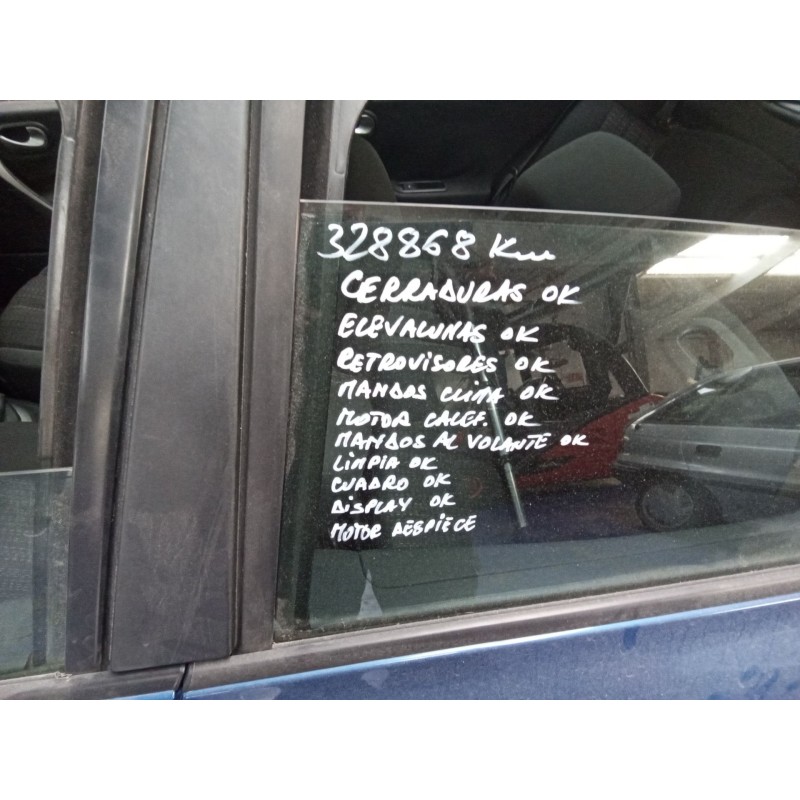 328868 Km
CERRADURAS OK
ELEVALUNAS OK
RETROVISORES OK
MANDOS CLIMA OK
MOTOR CALEF. OK
MANDOS AL VOLANTE OK
LIMPIA OK
CUADRO OK
DISPLAY OK
MOTOR DESPIECE